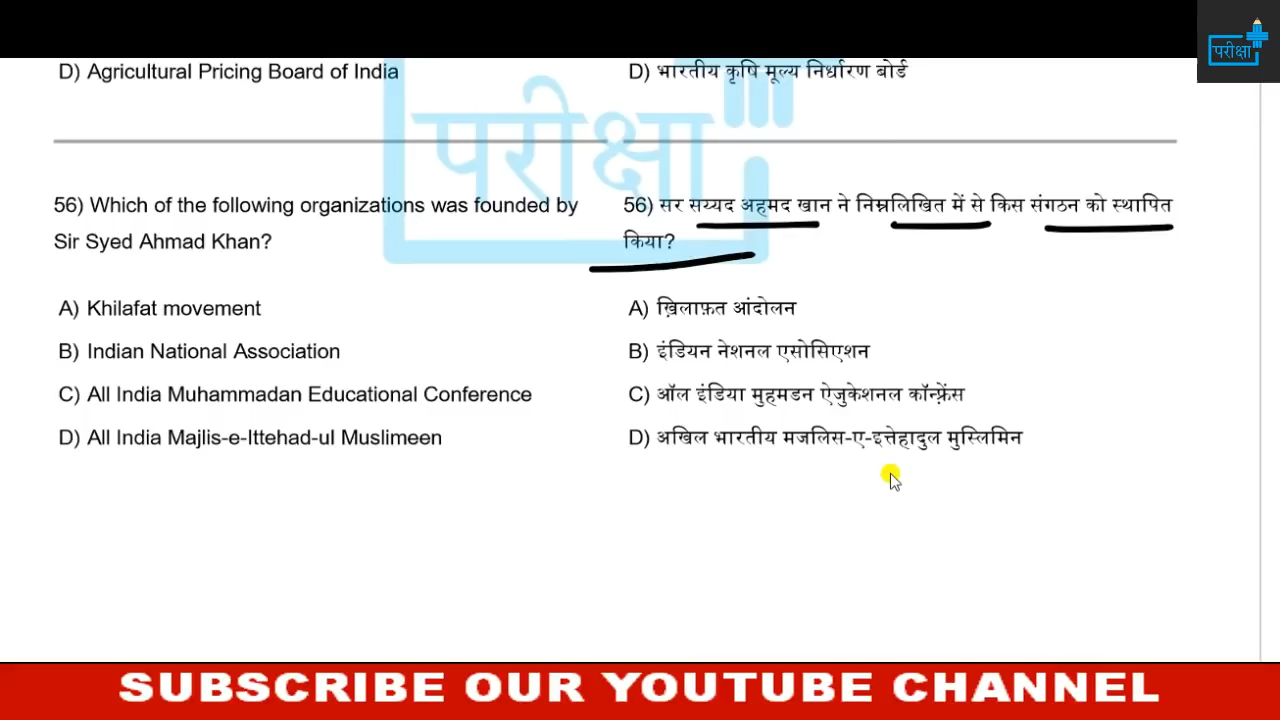 परीक्षा
D) Agricultural Pricing Board of India
D) भारतीय कृषि मूल्य निर्धारण बोर्ड
परीक्षा
56) Which of the following organizations was founded by
Sir Syed Ahmad Khan?
A) Khilafat movement
B) Indian National Association
C) All India Muhammadan Educational Conference
D) All India Majlis-e-Ittehad-ul Muslimeen
56) सर सय्यद अहमद खान ने निम्नलिखित में से किस संगठन को स्थापित
किया?
A) ख़िलाफ़त आंदोलन
B) इंडियन नेशनल एसोसिएशन
C) ऑल इंडिया मुहमडन ऐजुकेशनल कॉन्फ़्रेंस
D) अखिल भारतीय मजलिस-ए-इत्तेहादुल मुस्लिमिन
SUBSCRIBE OUR YOUTUBE CHANNEL